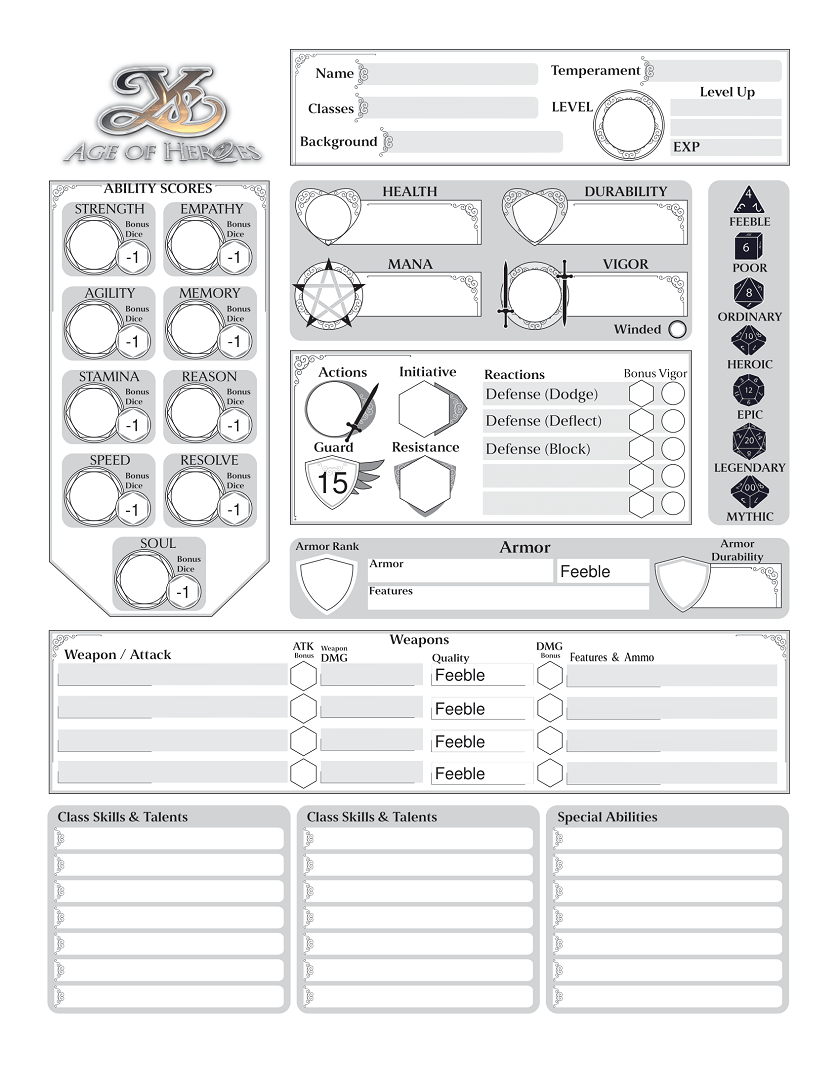 Ys
AGE OF HEROES
Name
Temperament
Classes
LEVEL
Level Up
Background
EXP
ABILITY SCORES
STRENGTH
Bonus
Dice
-1
EMPATHY
Bonus
Dice
-1
AGILITY
Bonus
Dice
-1
MEMORY
Bonus
Dice
-1
STAMINA
Bonus
Dice
-1
REASON
Bonus
Dice
-1
SPEED
Bonus
Dice
-1
RESOLVE
Bonus
Dice
-1
SOUL
Bonus
Dice
-1
HEALTH
DURABILITY
MANA
VIGOR
Winded
4
FEEBLE
6
POOR
8
ORDINARY
10
HEROIC
12
EPIC
20
LEGENDARY
00
MYTHIC
Actions
Initiative
Guard
15
Resistance
Reactions Bonus Vigor
Defense (Dodge)
Defense (Deflect)
Defense (Block)
Armor Rank
Armor
Armor
Feeble
Features
Armor
Durability
Weapons
Weapon / Attack
ATK
Bonus
Weapon
DMG
Quality
DMG
Bonus
Features & Ammo
Feeble
Feeble
Feeble
Feeble
Class Skills & Talents
Class Skills & Talents
Special Abilities